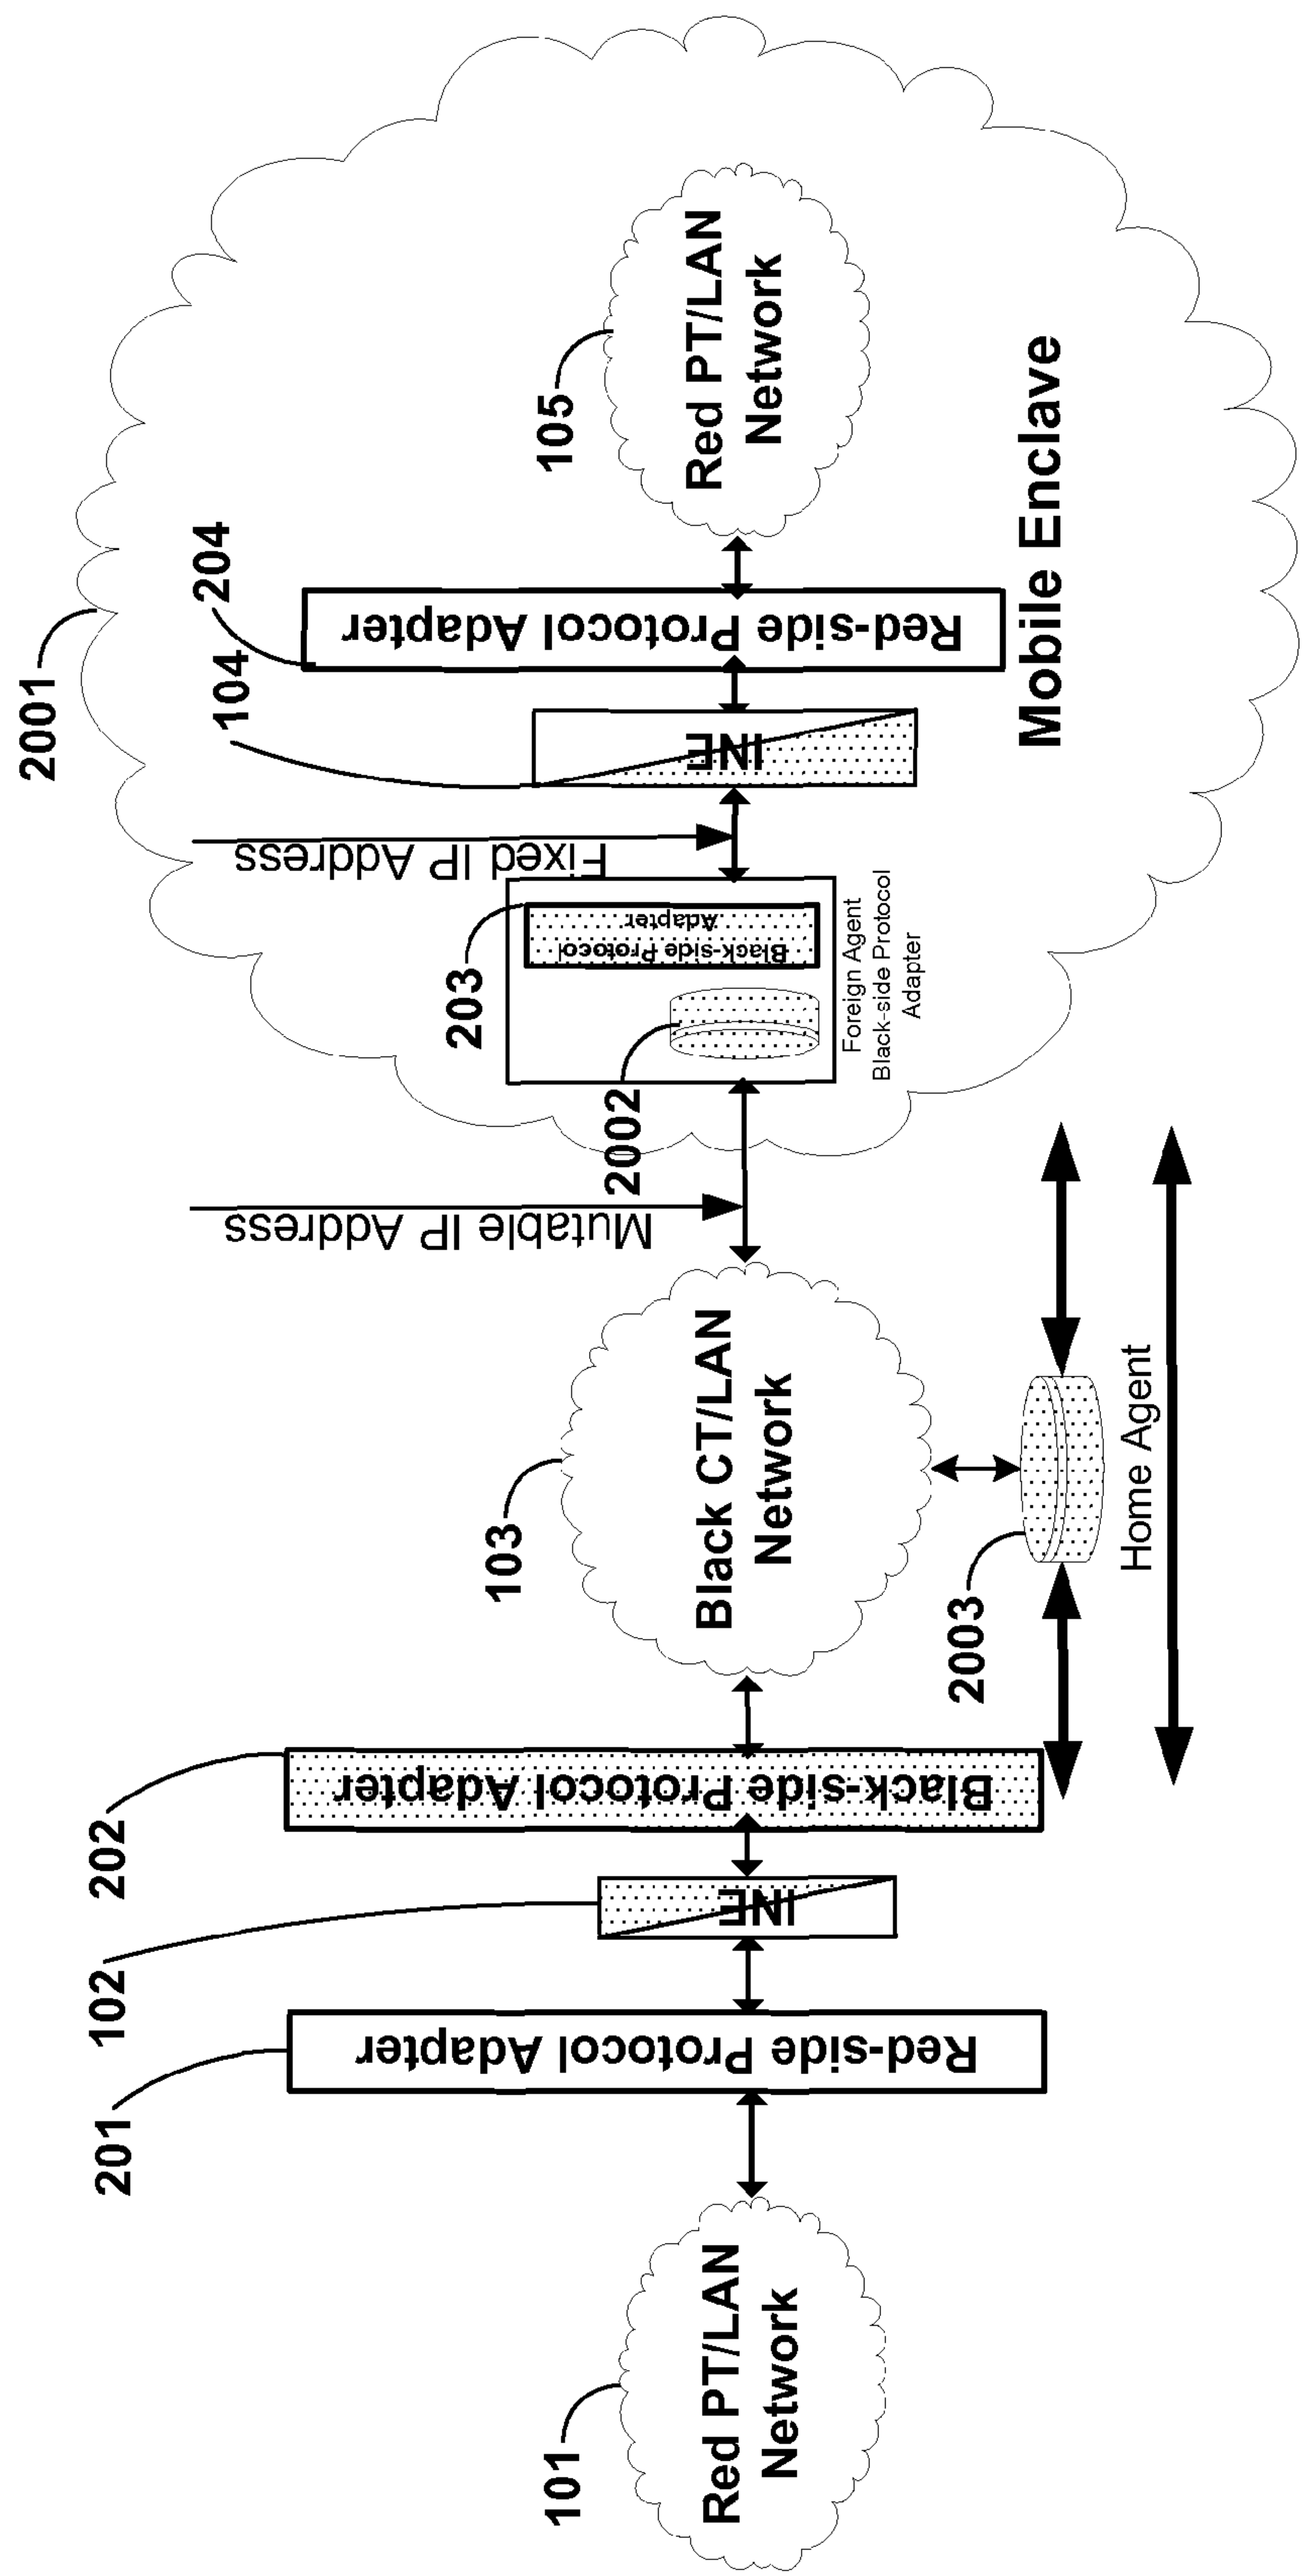 2001
104
204
105
Red PT/LAN
Network
Red-side Protocol Adapter
INE
Fixed IP Address
203
Black-side Protocol
Adapter
2002
Foreign Agent
Black-side Protocol
Adapter
Mobile Enclave
Mutable IP Address
103
Black CT/LAN
Network
2003
Home Agent
202
Black-side Protocol Adapter
102
INE
201
Red-side Protocol Adapter
101
Red PT/LAN
Network